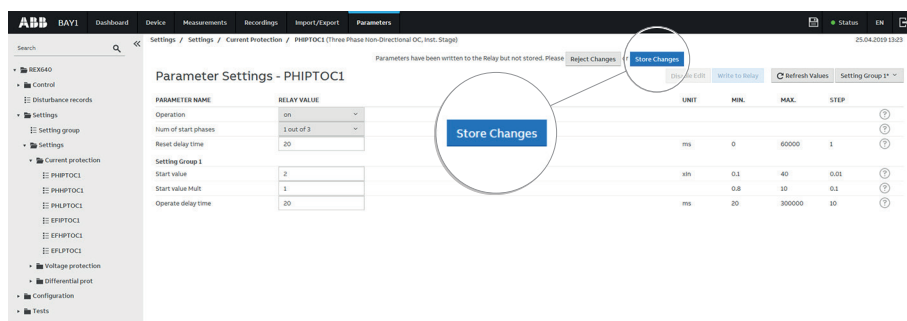 ABB BAY1 Dashboard Device Measurements Recordings Import/Export Parameters Status EN
Search
Settings / Settings / Current Protection / PHIPTOC1 (Three Phase Non-Directional OC, Inst. Stage) 25.04.2019 13:23
Parameters have been written to the Relay but not stored. Please Reject Changes Store Changes
Parameter Settings - PHIPTOC1
Edit Write to Relay Refresh Values Setting Group 1*
PARAMETER NAME RELAY VALUE UNIT MIN. MAX. STEP
Operation on ?
Num of start phases 1 out of 3 ?
Reset delay time 20 ms 0 60000 1 ?
Setting Group 1
Start value 2 xIn 0.1 40 0.01 ?
Start value Mult 1 0.8 10 0.1 ?
Operate delay time 20 ms 20 300000 10 ?
Store Changes
REX640
Control
Disturbance records
Settings
Setting group
Settings
Current protection
PHIPTOC1
PHHPTOC1
PHLPTOC1
EFIPTOC1
EFHPTOC1
EFLPTOC1
Voltage protection
Differential prot
Configuration
Tests